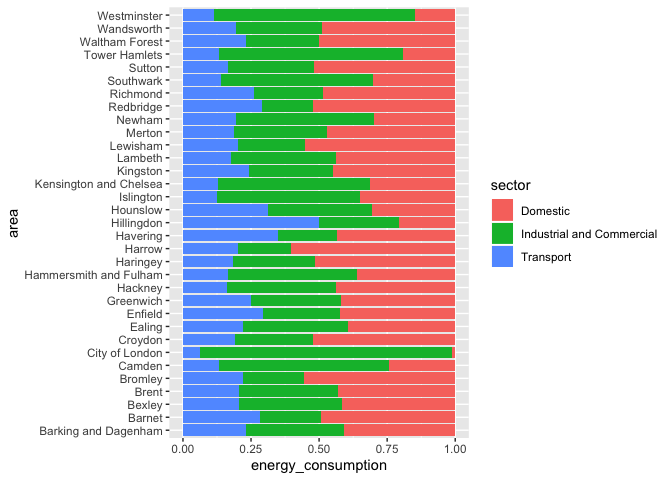 Westminster
Wandsworth
Waltham Forest
Tower Hamlets
Sutton
Southwark
Richmond
Redbridge
Newham
Merton
Lewisham
Lambeth
Kingston
Kensington and Chelsea
Islington
Hounslow
Hillingdon
Havering
Harrow
Haringey
Hammersmith and Fulham
Hackney
Greenwich
Enfield
Ealing
Croydon
City of London
Camden
Bromley
Brent
Bexley
Barnet
Barking and Dagenham
area
0.00 0.25 0.50 0.75 1.00
energy_consumption
sector
Domestic
Industrial and Commercial
Transport